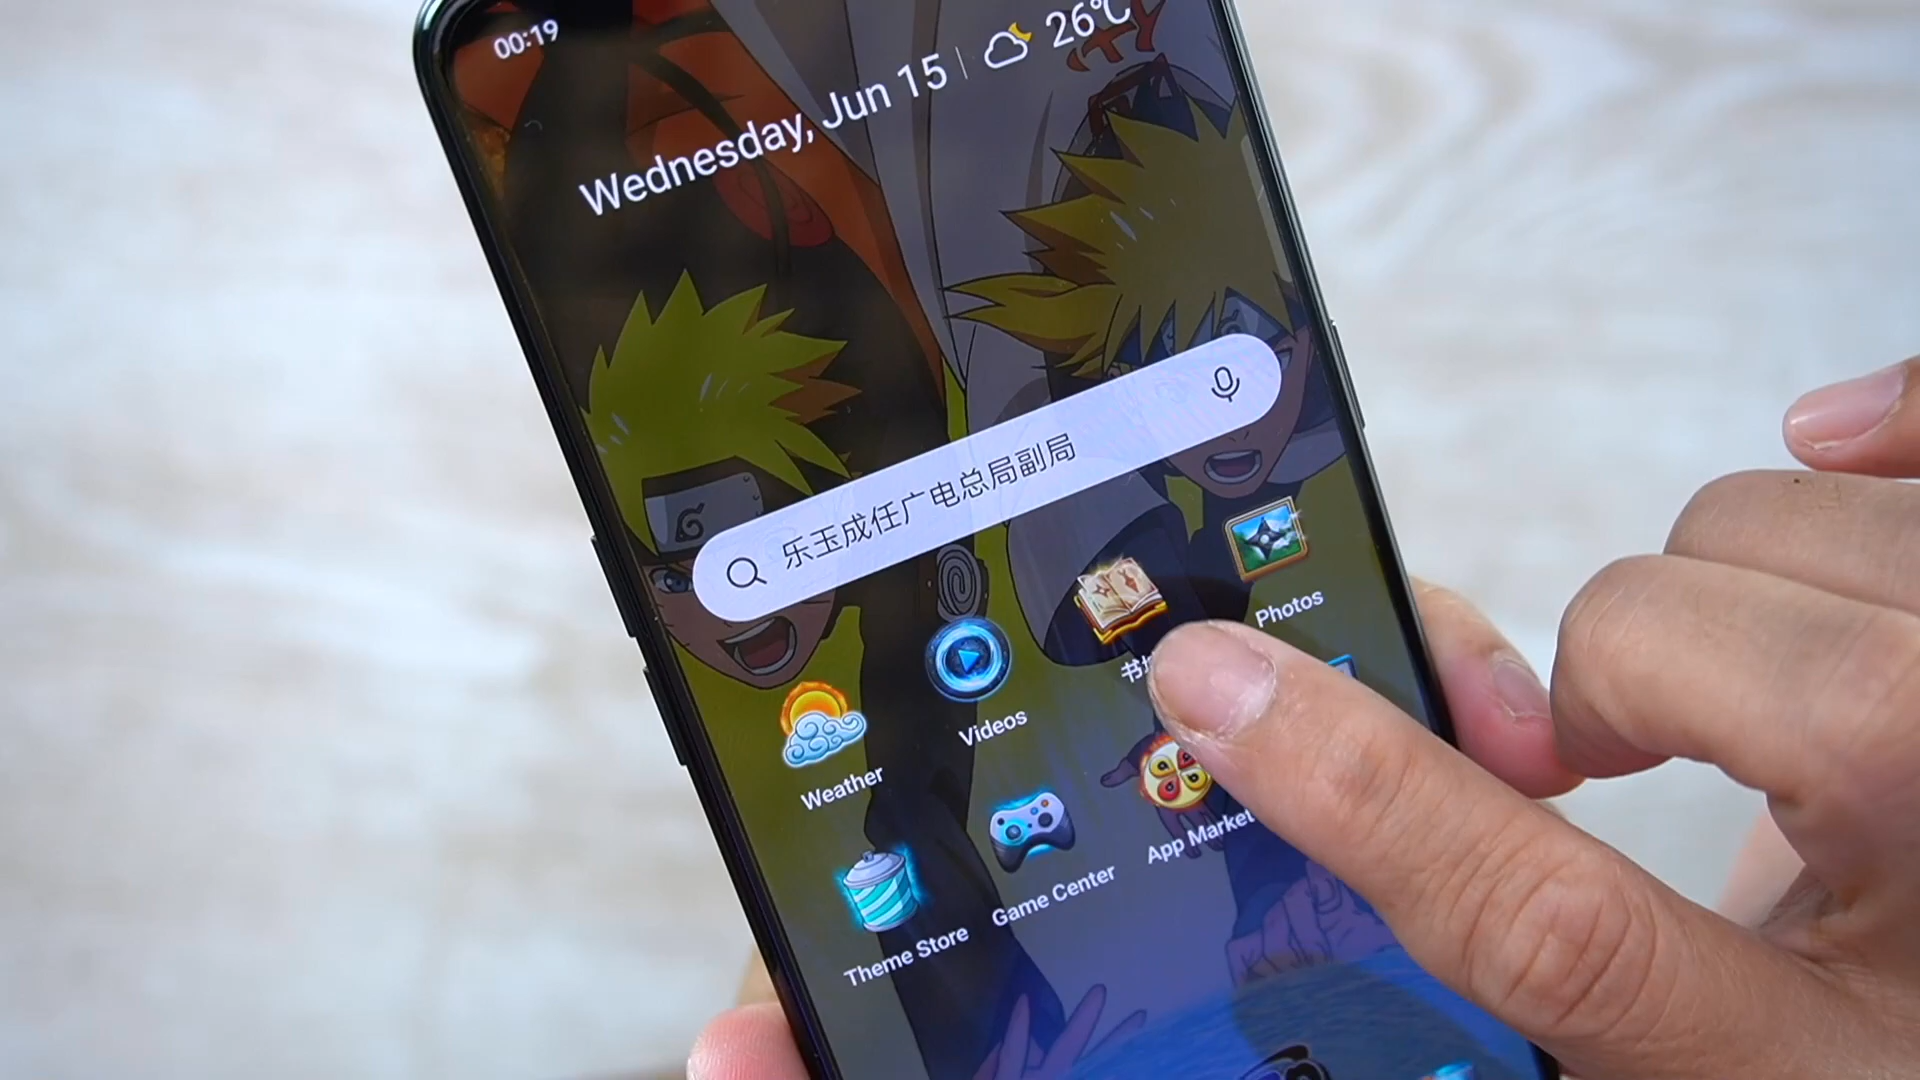 00:19
Wednesday, Jun 15 | 26℃
乐玉成任广电总局副局
Photos
书
Videos
Weather
App Market
Game Center
Theme Store